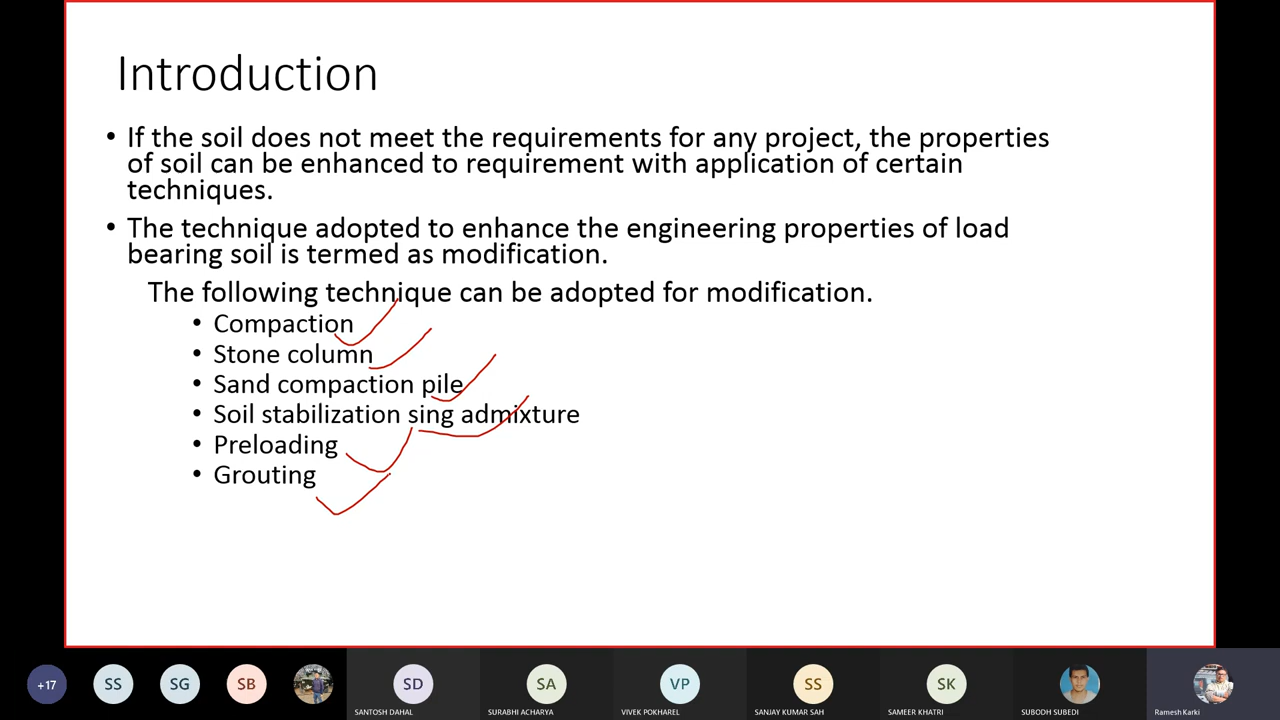 Introduction
• If the soil does not meet the requirements for any project, the properties
of soil can be enhanced to requirement with application of certain
techniques.
• The technique adopted to enhance the engineering properties of load
bearing soil is termed as modification.
The following technique can be adopted for modification.
• Compaction
• Stone column
• Sand compaction pile
• Soil stabilization sing admixture
• Preloading
• Grouting
+17
SS
SG
SB
SD
SANTOSH DAHAL
SA
SURABHI ACHARYA
VP
VIVEK POKHAREL
SS
SANJAY KUMAR SAH
SK
SAMEER KHATRI
SUBODH SUBEDI
Ramesh Karki